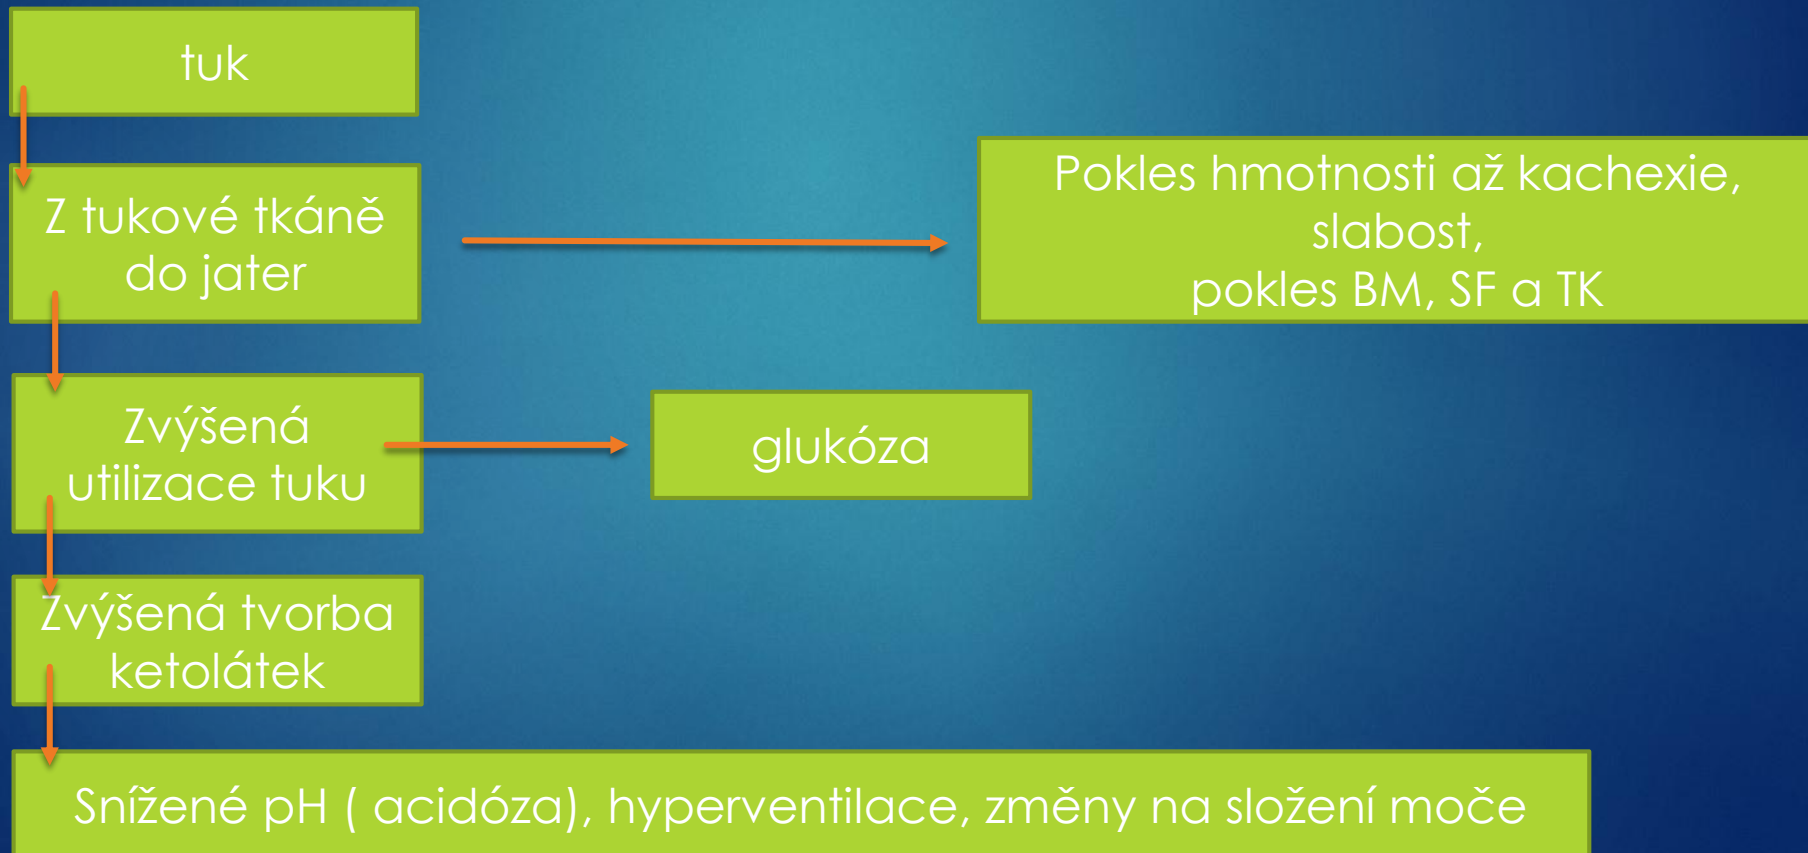 tuk
Z tukové tkáně
do jater
Pokles hmotnosti až kachexie,
slabost,
pokles BM, SF a TK
Zvýšená
utilizace tuku
glukóza
Zvýšená tvorba
ketolátek
Snížené pH ( acidóza), hyperventilace, změny na složení moče